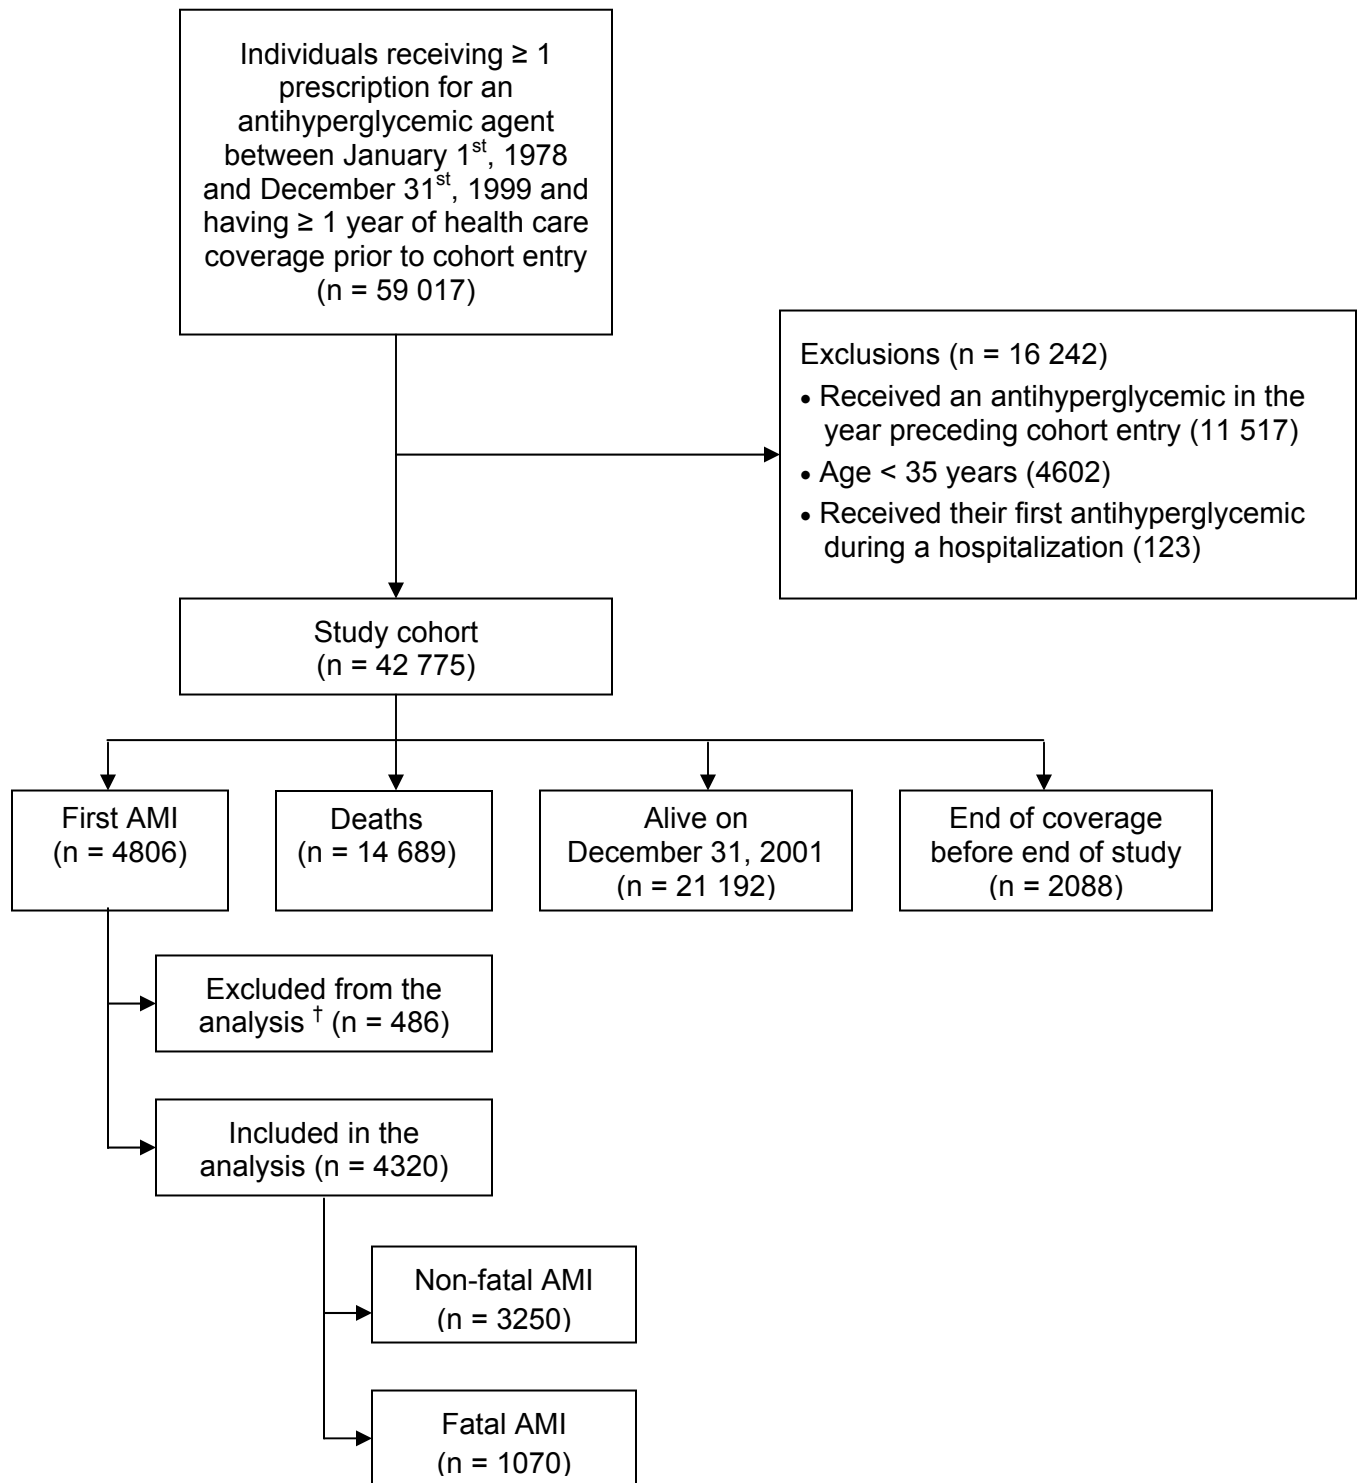 Individuals receiving ≥ 1
prescription for an
antihyperglycemic agent
between January 1st, 1978
and December 31st, 1999 and
having ≥ 1 year of health care
coverage prior to cohort entry
(n = 59 017)
Exclusions (n = 16 242)
• Received an antihyperglycemic in the
year preceding cohort entry (11 517)
• Age < 35 years (4602)
• Received their first antihyperglycemic
during a hospitalization (123)
Study cohort
(n = 42 775)
First AMI
(n = 4806)
Deaths
(n = 14 689)
Alive on
December 31, 2001
(n = 21 192)
End of coverage
before end of study
(n = 2088)
Excluded from the
analysis † (n = 486)
Included in the
analysis (n = 4320)
Non-fatal AMI
(n = 3250)
Fatal AMI
(n = 1070)